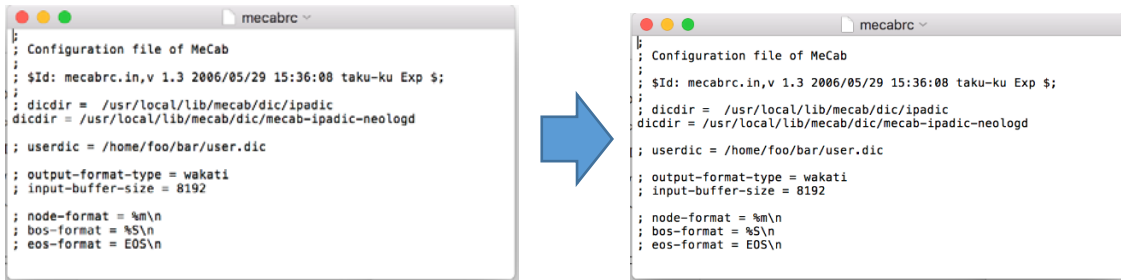 mecabrc
;
; Configuration file of MeCab
;
; $Id: mecabrc.in,v 1.3 2006/05/29 15:36:08 taku-ku Exp $;
;
; dicdir =  /usr/local/lib/mecab/dic/ipadic
dicdir = /usr/local/lib/mecab/dic/mecab-ipadic-neologd
; userdic = /home/foo/bar/user.dic
; output-format-type = wakati
; input-buffer-size = 8192
; node-format = %m\n
; bos-format = %S\n
; eos-format = EOS\n
mecabrc
;
; Configuration file of MeCab
;
; $Id: mecabrc.in,v 1.3 2006/05/29 15:36:08 taku-ku Exp $;
;
; dicdir =  /usr/local/lib/mecab/dic/ipadic
dicdir = /usr/local/lib/mecab/dic/mecab-ipadic-neologd
; userdic = /home/foo/bar/user.dic
; output-format-type = wakati
; input-buffer-size = 8192
; node-format = %m\n
; bos-format = %S\n
; eos-format = EOS\n